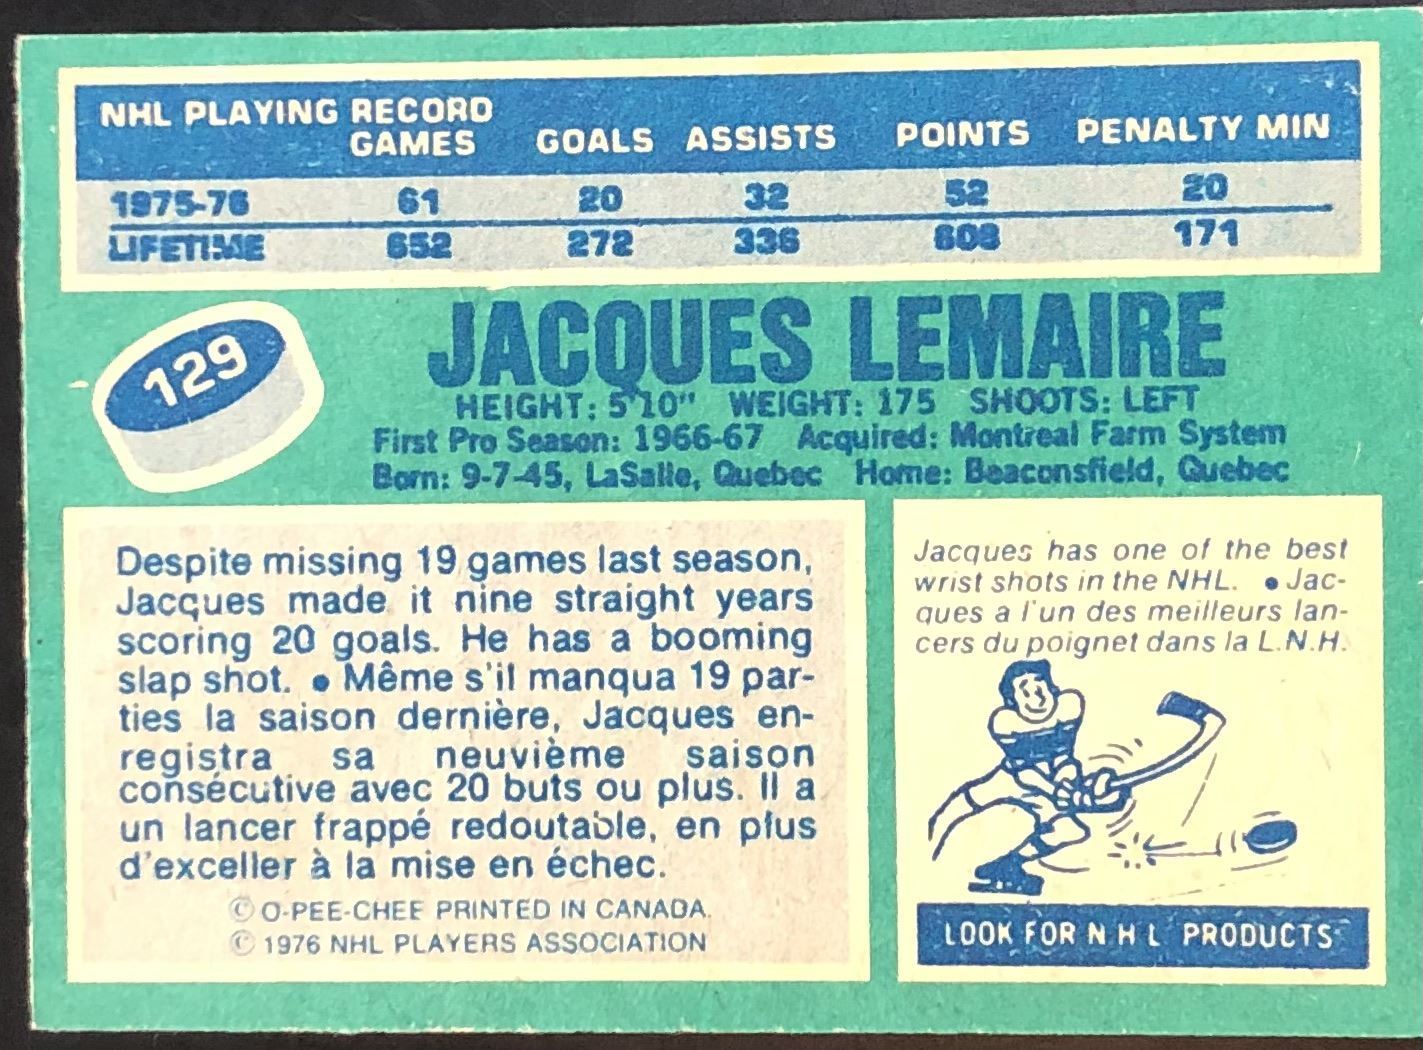 NHL PLAYING RECORD
GAMES GOALS ASSISTS POINTS PENALTY MIN
1975-76 61 20 32 52 20
LIFETIME 652 272 336 608 171
129
JACQUES LEMAIRE
HEIGHT: 5'10" WEIGHT: 175 SHOOTS: LEFT
First Pro Season: 1966-67 Acquired: Montreal Farm System
Born: 9-7-45, LaSalle, Quebec Home: Beaconsfield, Quebec
Despite missing 19 games last season,
Jacques made it nine straight years
scoring 20 goals. He has a booming
slap shot. • Même s'il manqua 19 par-
ties la saison dernière, Jacques en-
registra sa neuvième saison
consécutive avec 20 buts ou plus. Il a
un lancer frappé redoutable, en plus
d'exceller à la mise en échec.
© O-PEE-CHEE PRINTED IN CANADA
© 1976 NHL PLAYERS ASSOCIATION
Jacques has one of the best
wrist shots in the NHL. • Jac-
ques a l'un des meilleurs lan-
cers du poignet dans la L.N.H.
LOOK FOR N H L PRODUCTS